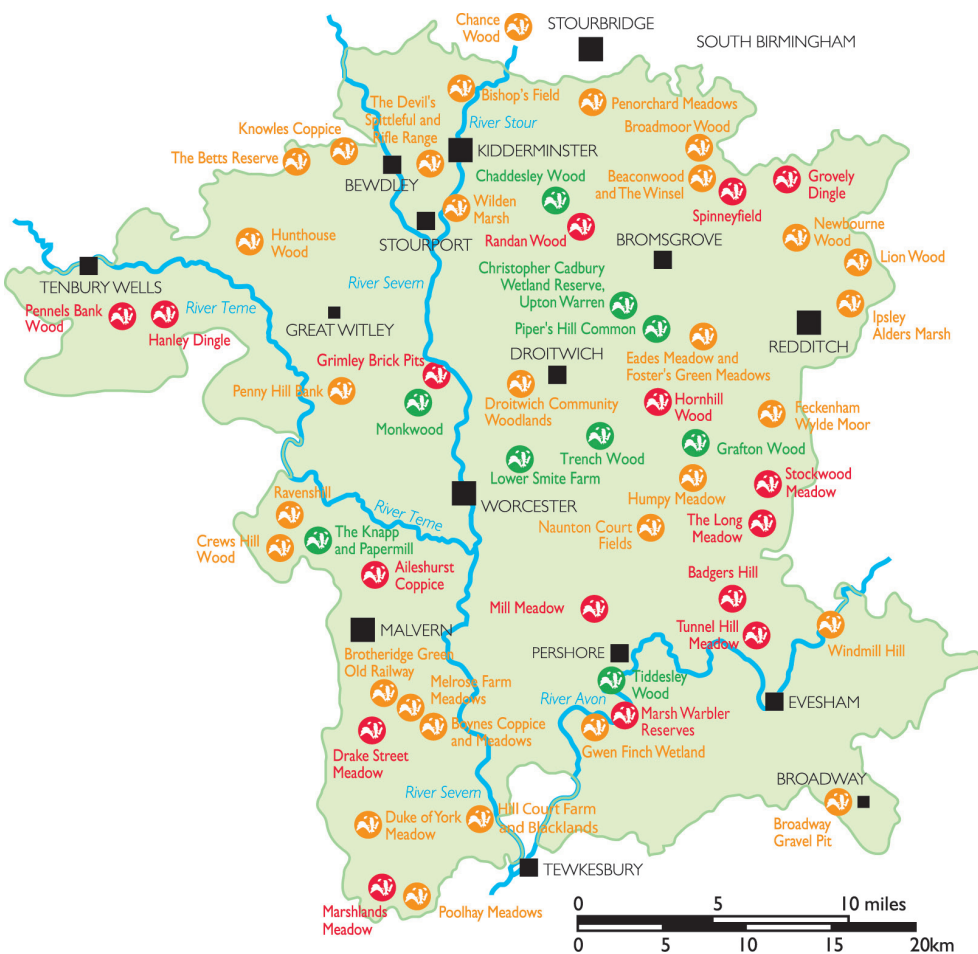 Chance
Wood
STOURBRIDGE
SOUTH BIRMINGHAM
The Devil's
Spittleful and
Rifle Range
Bishop's Field
Penorchard Meadows
River Stour
Knowles Coppice
Broadmoor Wood
The Betts Reserve
KIDDERMINSTER
BEWDLEY
Chaddesley Wood
Beaconwood
and The Winsel
Grovely
Dingle
Wilden
Marsh
Spinneyfield
STOURPORT
Randan Wood
Newbourne
Wood
Hunthouse
Wood
BROMSGROVE
Lion Wood
TENBURY WELLS
River Severn
Christopher Cadbury
Wetland Reserve,
Upton Warren
Pennels Bank
Wood
River Teme
Hanley Dingle
GREAT WITLEY
Piper's Hill Common
Ipsley
Alders Marsh
REDDITCH
Grimley Brick Pits
DROITWICH
Eades Meadow and
Foster's Green Meadows
Penny Hill Bank
Droitwich Community
Woodlands
Hornhill
Wood
Feckenham
Wylde Moor
Monkwood
Trench Wood
Grafton Wood
Lower Smite Farm
Stockwood
Meadow
Humpy Meadow
Ravenshill
WORCESTER
River Teme
Naunton Court
Fields
The Long
Meadow
Crews Hill
Wood
The Knapp
and Papermill
Aileshurst
Coppice
Badgers Hill
Mill Meadow
MALVERN
Tunnel Hill
Meadow
Windmill Hill
PERSHORE
Brotheridge Green
Old Railway
Melrose Farm
Meadows
Tiddesley
Wood
River Avon
EVESHAM
Boynes Coppice
and Meadows
Marsh Warbler
Reserves
Drake Street
Meadow
Gwen Finch Wetland
BROADWAY
River Severn
Duke of York
Meadow
Hill Court Farm
and Blacklands
Broadway
Gravel Pit
TEWKESBURY
Marshlands
Meadow
Poolhay Meadows
0 5 10 miles
0 5 10 15 20km